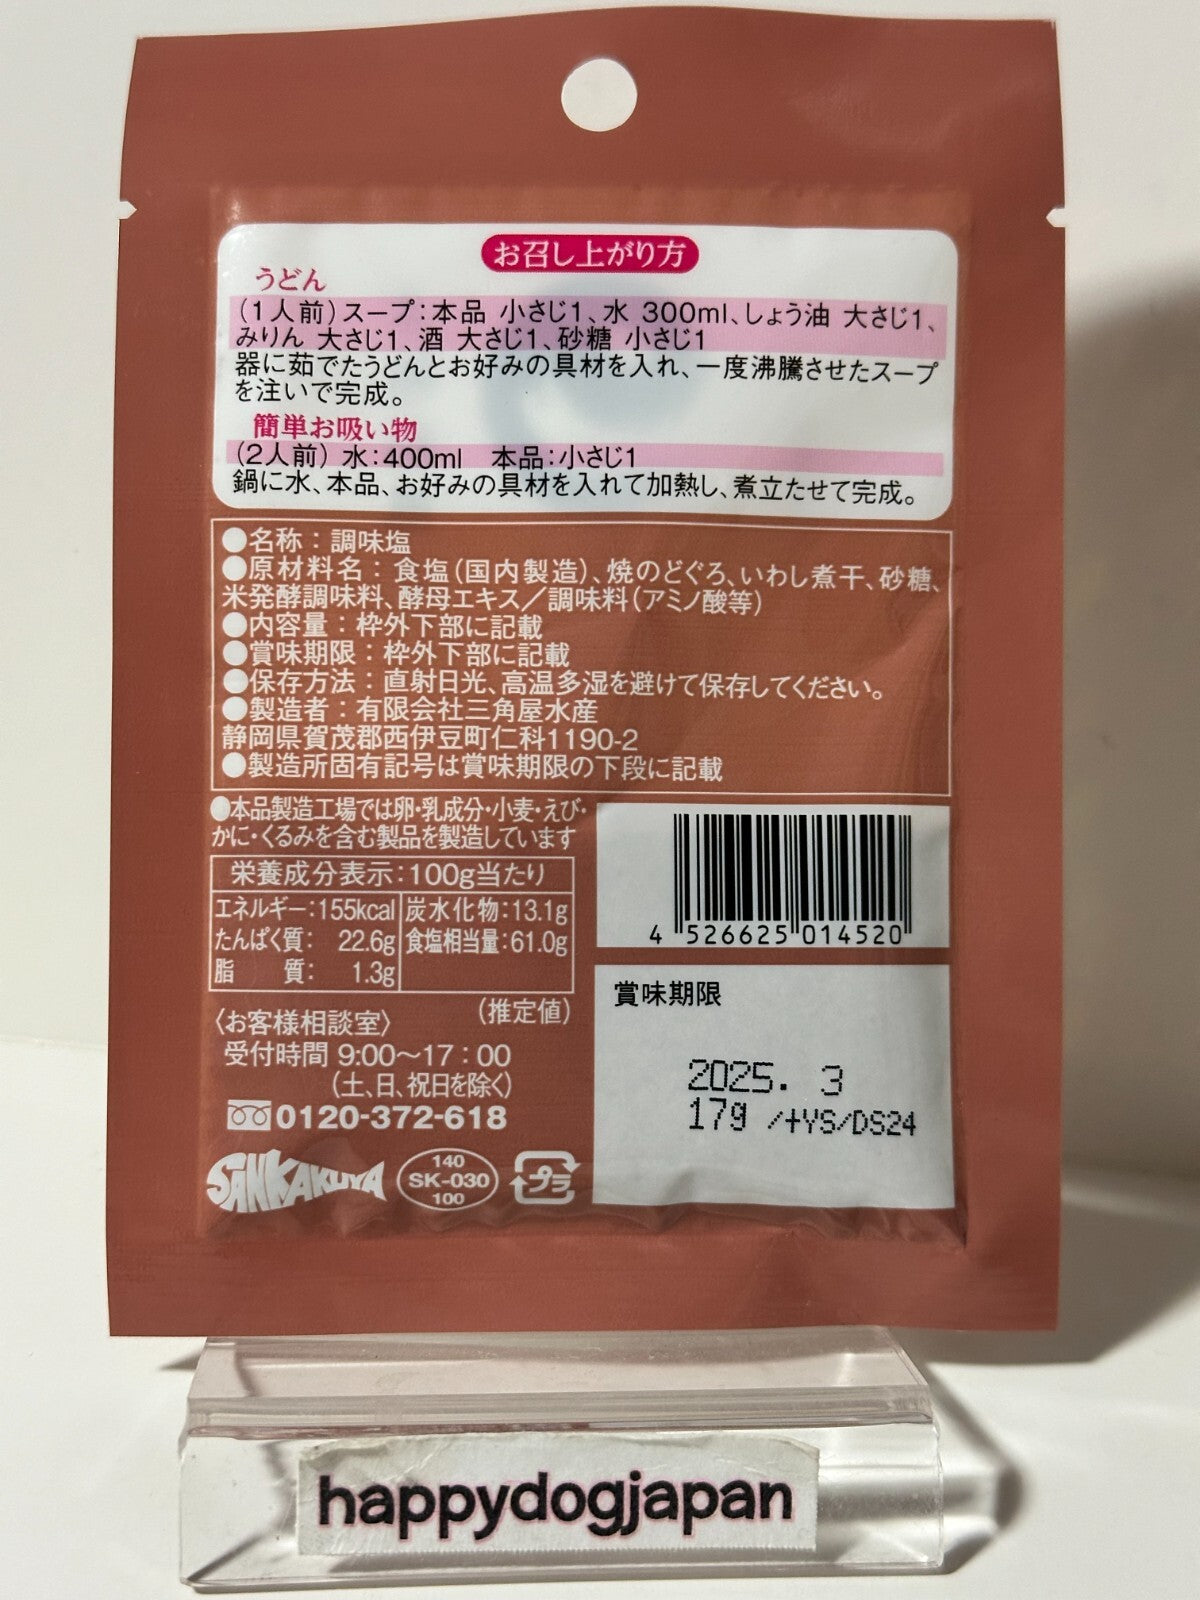 お召し上がり方
うどん
(1人前)スープ:本品 小さじ1、水 300ml、しょう油 大さじ1、
みりん 大さじ1、酒 大さじ1、砂糖 小さじ1
器に茹でたうどんとお好みの具材を入れ、一度沸騰させたスープ
を注いで完成。
簡単お吸い物
(2人前) 水:400ml 本品:小さじ1
鍋に水、本品、お好みの具材を入れて加熱し、煮立たせて完成。
●名称：調味塩
●原材料名：食塩(国内製造)、焼のどぐろ、いわし煮干、砂糖、
米発酵調味料、酵母エキス／調味料(アミノ酸等)
●内容量：枠外下部に記載
●賞味期限：枠外下部に記載
●保存方法：直射日光、高温多湿を避けて保存してください。
●製造者：有限会社三角屋水産
静岡県賀茂郡西伊豆町仁科1190-2
●製造所固有記号は賞味期限の下段に記載
●本品製造工場では卵・乳成分・小麦・えび・
かに・くるみを含む製品を製造しています
栄養成分表示:100g当たり
エネルギー:155kcal 炭水化物:13.1g
たんぱく質: 22.6g 食塩相当量:61.0g
脂質: 1.3g
(推定値)
〈お客様相談室〉
受付時間 9:00〜17:00
(土、日、祝日を除く)
0120-372-618
SANKAKUYA
140
SK-030
100
プラ
4 526625 014520
賞味期限
2025. 3
17g /+YS/DS24
happydogjapan